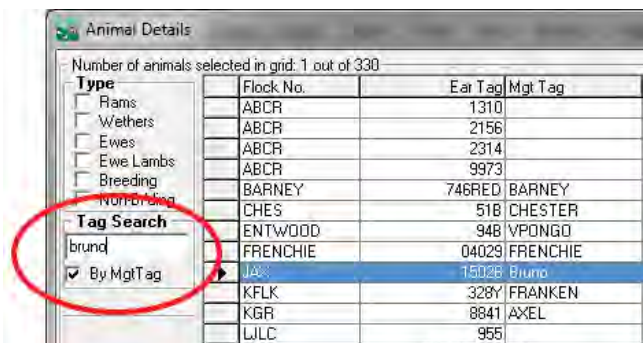 Animal Details
Number of animals selected in grid: 1 out of 330
Type
Rams
Wethers
Ewes
Ewe Lambs
Breeding
Tag Search
bruno
By MgtTag
Flock No. Ear Tag Mgt Tag
ABCR 1310
ABCR 2156
ABCR 2314
ABCR 9973
BARNEY 746RED BARNEY
CHES 51B CHESTER
ENTWOOD 94B VPONGO
FRENCHIE 04029 FRENCHIE
JAX 15026 Bruno
KFLK 328Y FRANKEN
KGR 8841 AXEL
LJLC 955